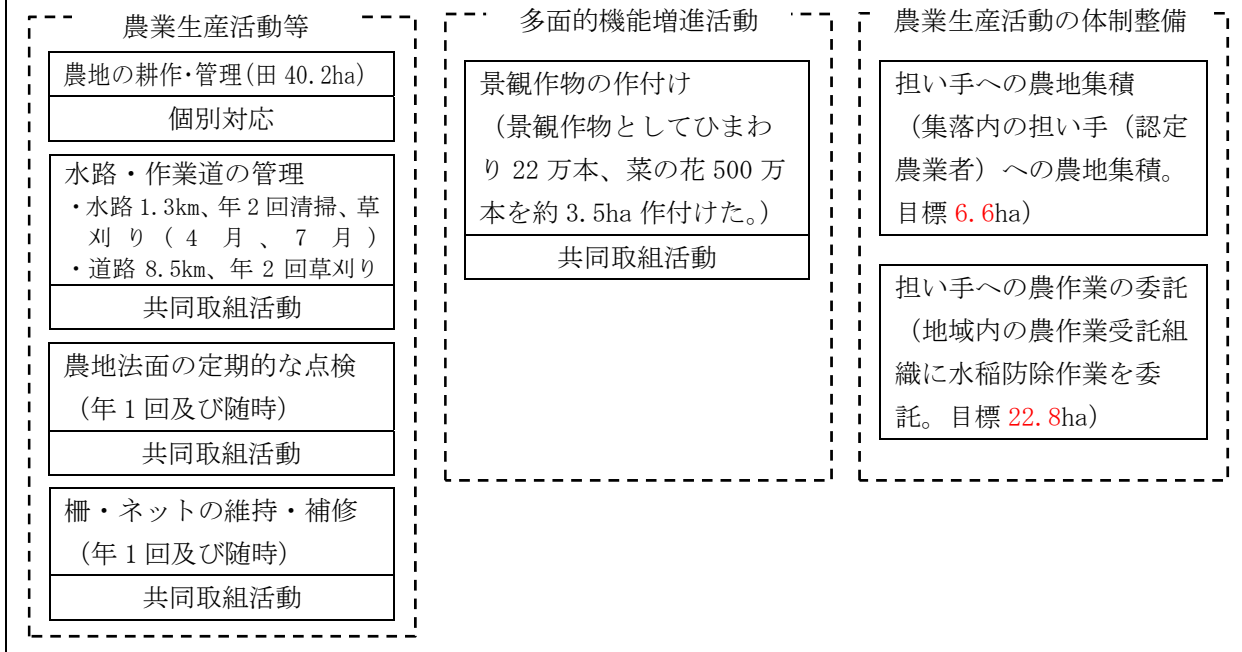 農業生産活動等
農地の耕作・管理(田 40.2ha)
個別対応
水路・作業道の管理
・水路 1.3km、年 2 回清掃、草
刈り(4 月、7 月)
・道路 8.5km、年 2 回草刈り
共同取組活動
農地法面の定期的な点検
(年 1 回及び随時)
共同取組活動
柵・ネットの維持・補修
(年 1 回及び随時)
共同取組活動
多面的機能増進活動
景観作物の作付け
(景観作物としてひまわ
り 22 万本、菜の花 500 万
本を約 3.5ha 作付けた。)
共同取組活動
農業生産活動の体制整備
担い手への農地集積
(集落内の担い手(認定
農業者)への農地集積。
目標 6.6ha)
担い手への農作業の委託
(地域内の農作業受託組
織に水稲防除作業を委
託。目標 22.8ha)